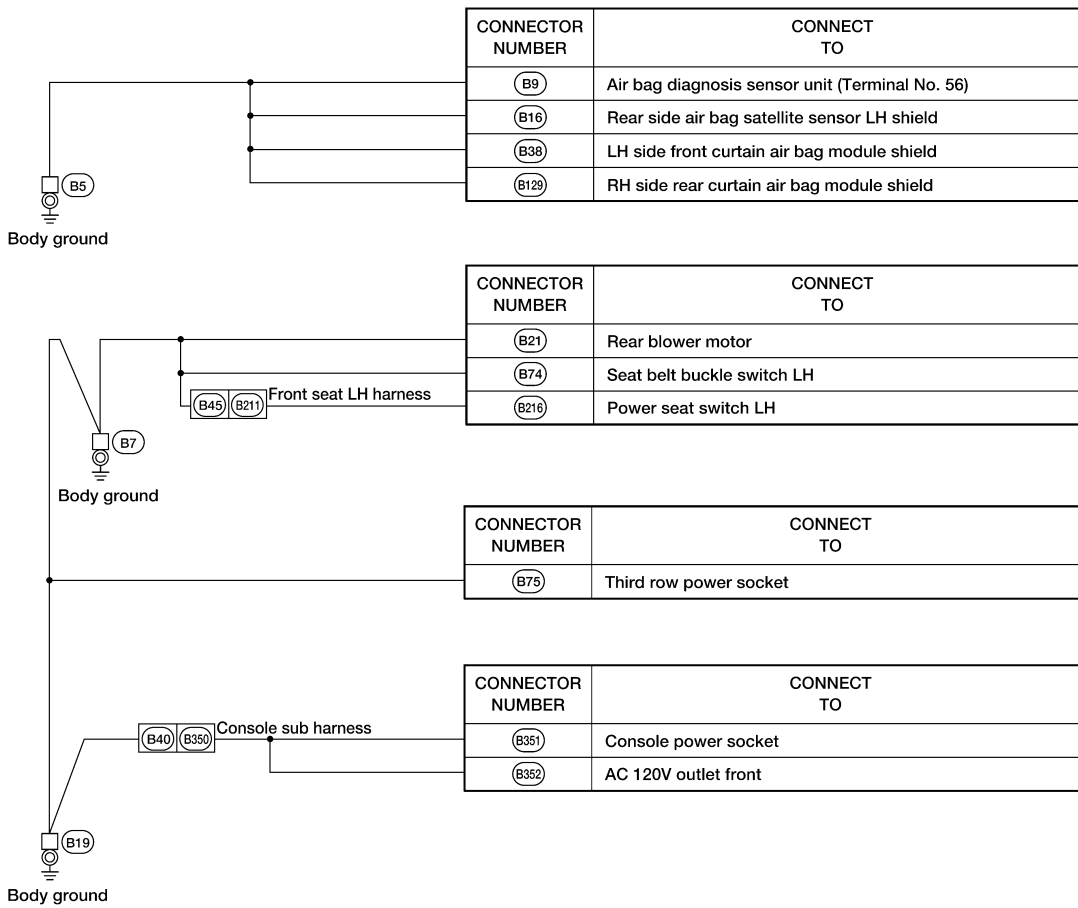 CONNECTOR NUMBER CONNECT TO
B9 Air bag diagnosis sensor unit (Terminal No. 56)
B16 Rear side air bag satellite sensor LH shield
B38 LH side front curtain air bag module shield
B129 RH side rear curtain air bag module shield
B5
Body ground
CONNECTOR NUMBER CONNECT TO
B21 Rear blower motor
B74 Seat belt buckle switch LH
B45 B211 Front seat LH harness B216 Power seat switch LH
B7
Body ground
CONNECTOR NUMBER CONNECT TO
B75 Third row power socket
CONNECTOR NUMBER CONNECT TO
B40 B350 Console sub harness B351 Console power socket
B352 AC 120V outlet front
B19
Body ground